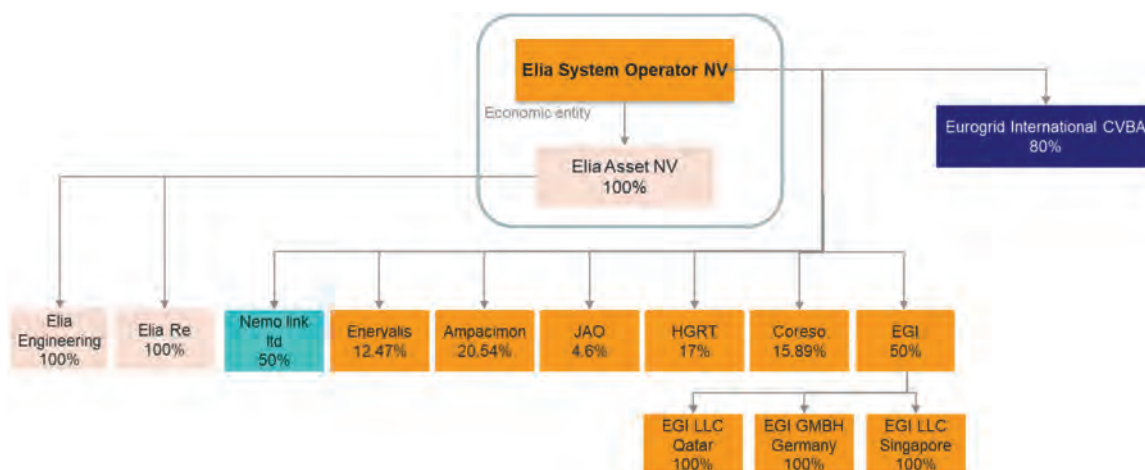 Elia System Operator NV
Economic entity
Eurogrid International CVBA
80%
Elia Asset NV
100%
Elia
Engineering
100%
Elia Re
100%
Nemo link
ltd
50%
Eneryalis
12.47%
Ampacimon
20.54%
JAO
4.6%
HGRT
17%
Coreso
15.89%
EGI
50%
EGI LLC
Qatar
100%
EGI GMBH
Germany
100%
EGI LLC
Singapore
100%